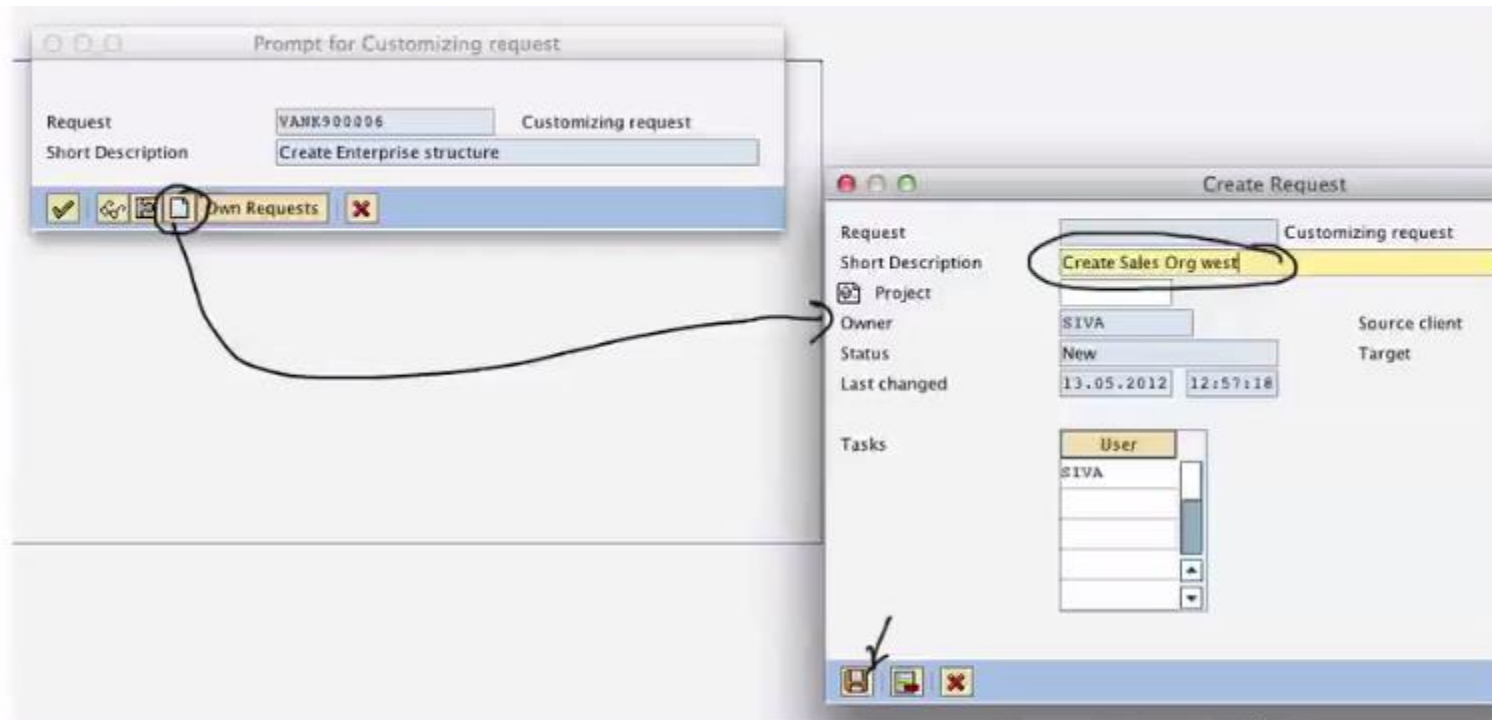 Prompt for Customizing request
Request VANK900006 Customizing request
Short Description Create Enterprise structure
Own Requests
Create Request
Request Customizing request
Short Description Create Sales Org west
Project
Owner SIVA Source client
Status New Target
Last changed 13.05.2012 12:57:18
Tasks User
SIVA